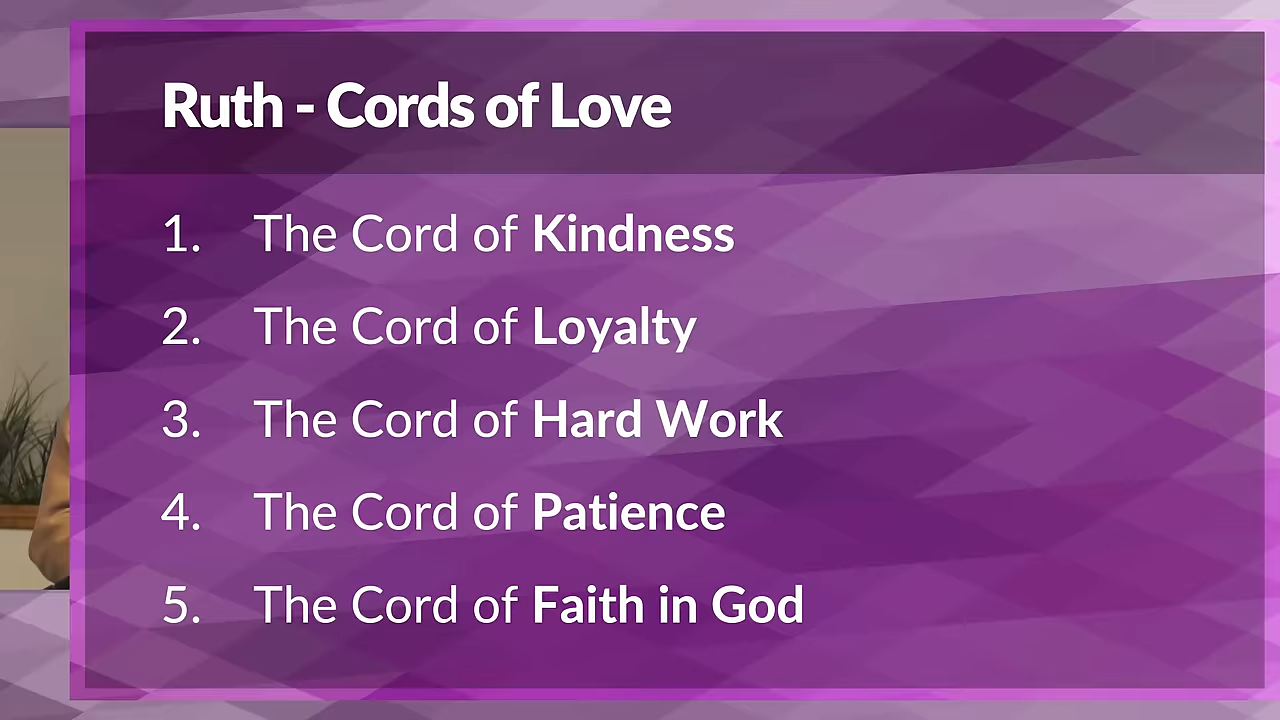 Ruth - Cords of Love
1. The Cord of Kindness
2. The Cord of Loyalty
3. The Cord of Hard Work
4. The Cord of Patience
5. The Cord of Faith in God